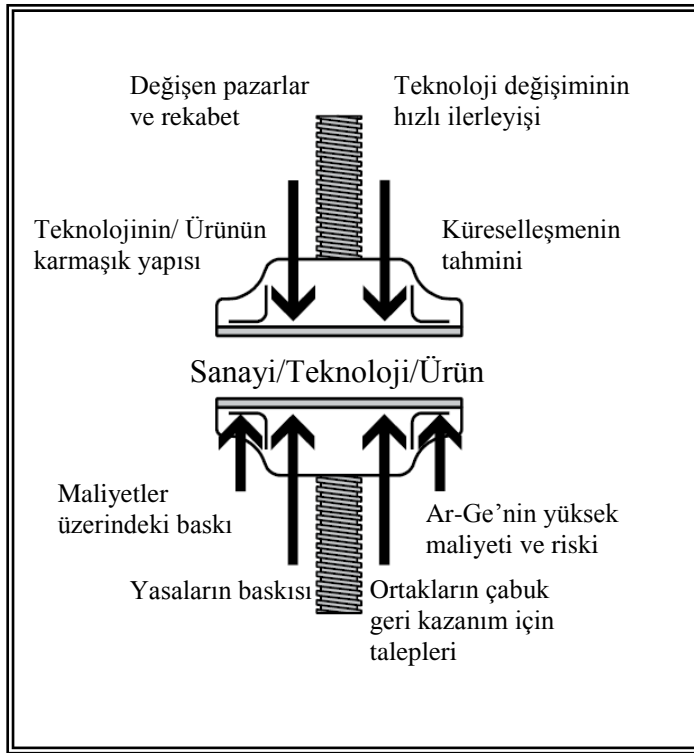 Değişen pazarlar
ve rekabet
Teknoloji değişiminin
hızlı ilerleyişi
Teknolojinin/ Ürünün
karmaşık yapısı
Küreselleşmenin
tahmini
Sanayi/Teknoloji/Ürün
Maliyetler
üzerindeki baskı
Ar-Ge’nin yüksek
maliyeti ve riski
Yasaların baskısı
Ortakların çabuk
geri kazanım için
talepleri